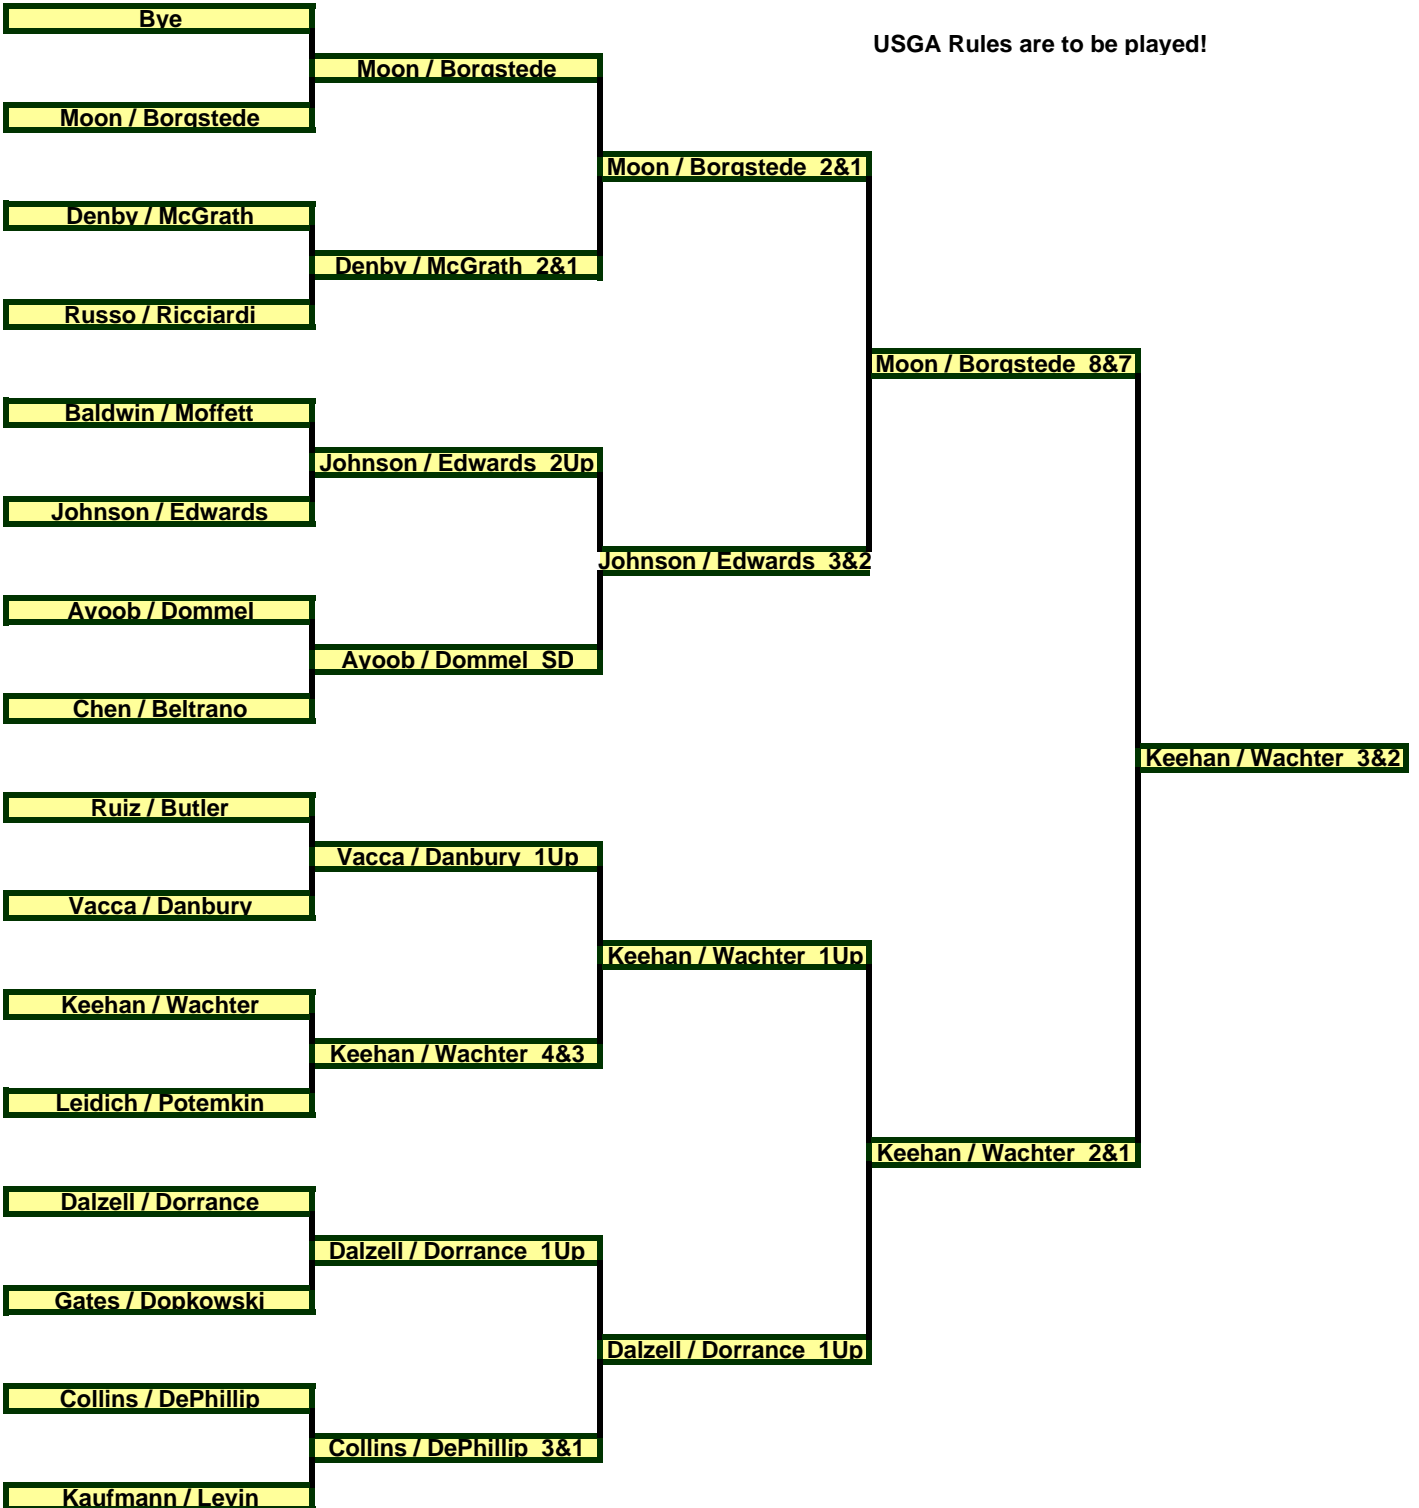 Bye
USGA Rules are to be played!
Moon / Borgstede
Moon / Borgstede
Moon / Borgstede 2&1
Denby / McGrath
Denby / McGrath 2&1
Russo / Ricciardi
Moon / Borgstede 8&7
Baldwin / Moffett
Johnson / Edwards 2Up
Johnson / Edwards
Johnson / Edwards 3&2
Ayoob / Dommel
Ayoob / Dommel SD
Chen / Beltrano
Keehan / Wachter 3&2
Ruiz / Butler
Vacca / Danbury 1Up
Vacca / Danbury
Keehan / Wachter 1Up
Keehan / Wachter
Keehan / Wachter 4&3
Leidich / Potemkin
Keehan / Wachter 2&1
Dalzell / Dorrance
Dalzell / Dorrance 1Up
Gates / Dopkowski
Dalzell / Dorrance 1Up
Collins / DePhillip
Collins / DePhillip 3&1
Kaufmann / Levin